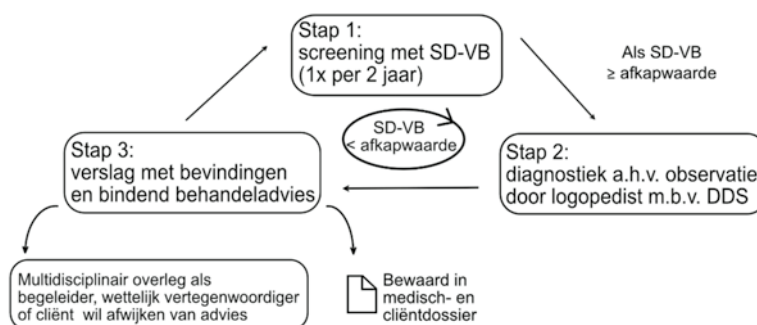 Stap 1:
screening met SD-VB
(1x per 2 jaar)
Als SD-VB
≥ afkapwaarde
SD-VB
< afkapwaarde
Stap 2:
diagnostiek a.h.v. observatie
door logopedist m.b.v. DDS
Stap 3:
verslag met bevindingen
en bindend behandeladvies
Multidisciplinair overleg als
begeleider, wettelijk vertegenwoordiger
of cliënt wil afwijken van advies
Bewaard in
medisch- en
cliëntdossier